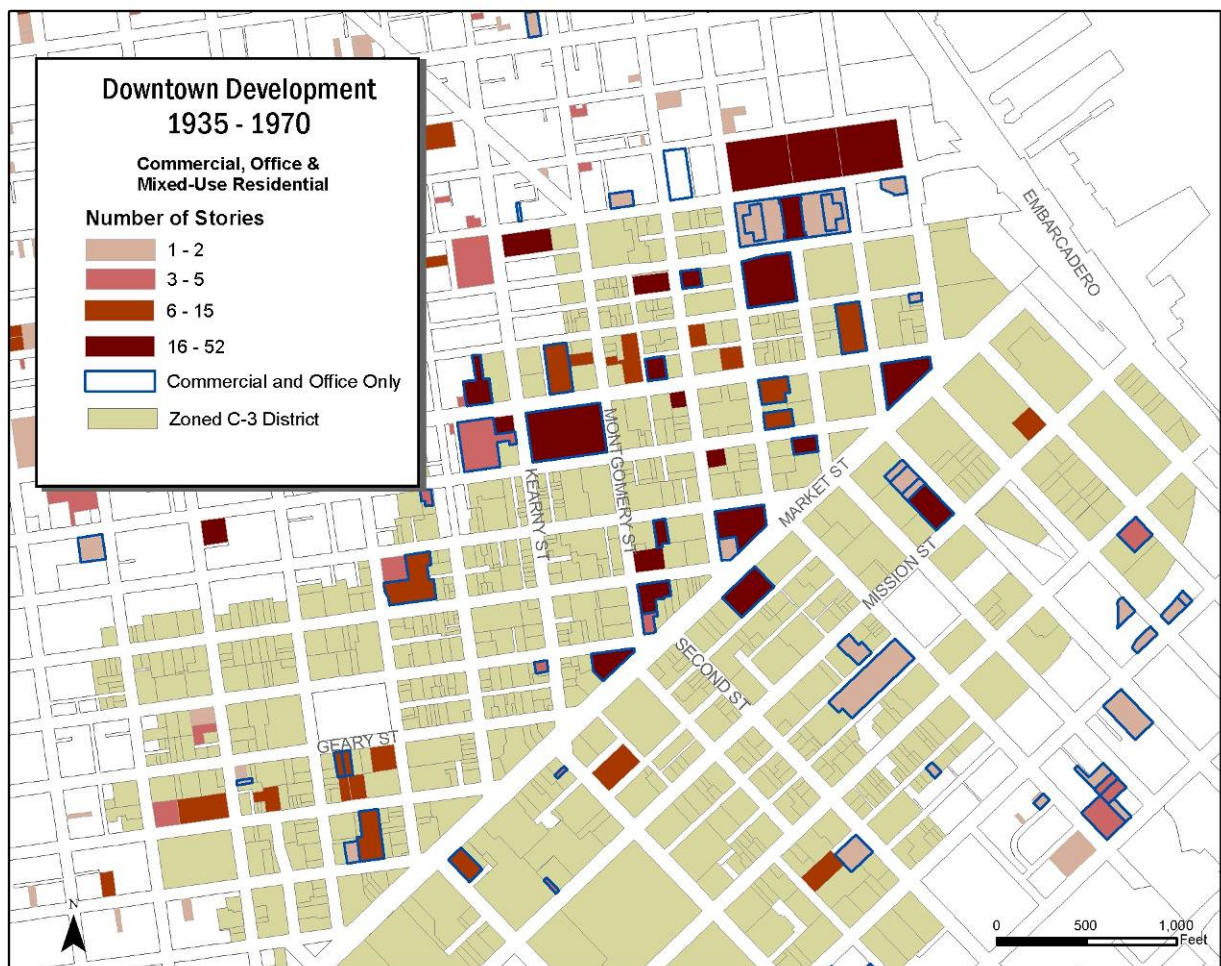 Downtown Development
1935 - 1970
Commercial, Office &
Mixed-Use Residential
Number of Stories
1 - 2
3 - 5
6 - 15
16 - 52
Commercial and Office Only
Zoned C-3 District
EMBARCADERO
KEARNY ST
MONTGOMERY ST
MARKET ST
MISSION ST
SECOND ST
GEARY ST
N
0 500 1,000
Feet